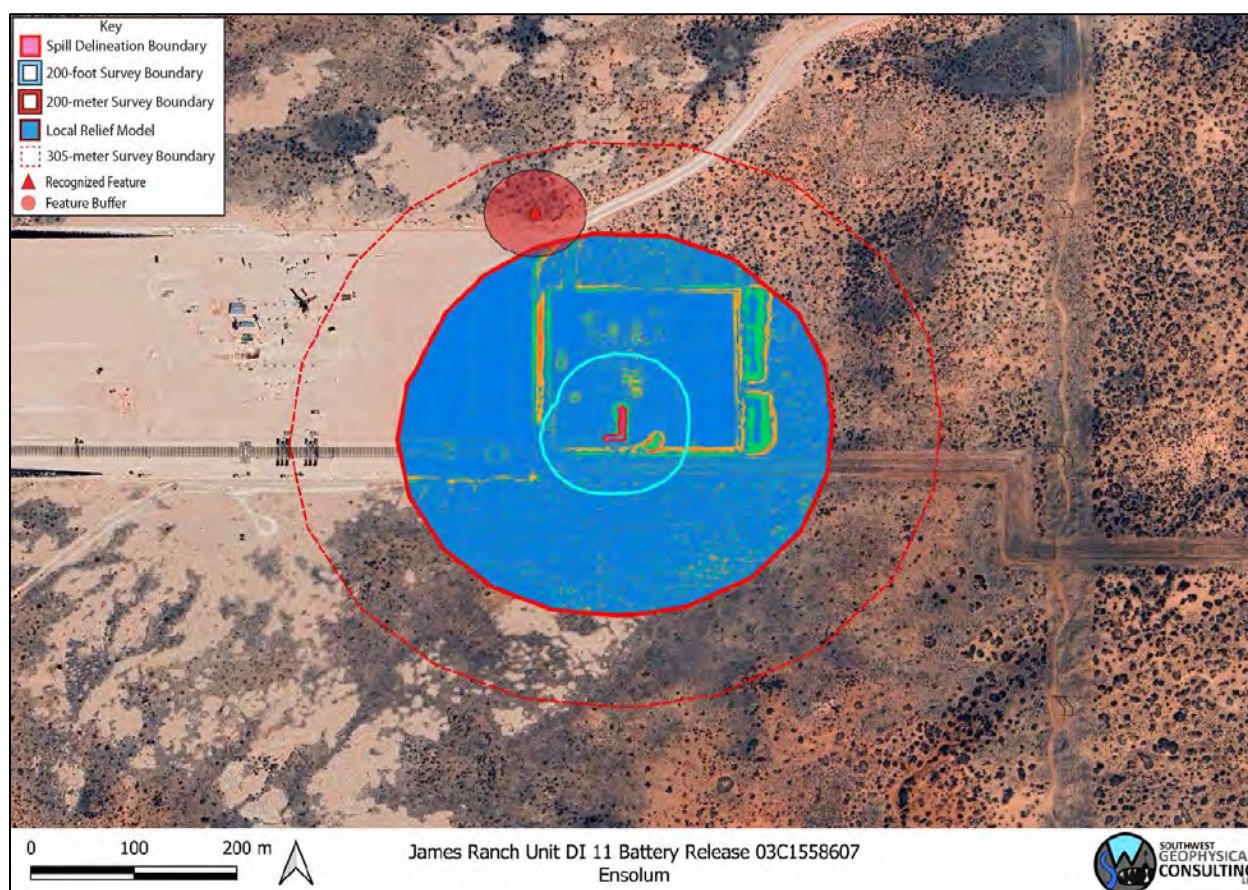 Key
Spill Delineation Boundary
200-foot Survey Boundary
200-meter Survey Boundary
Local Relief Model
305-meter Survey Boundary
Recognized Feature
Feature Buffer
0 100 200 m
James Ranch Unit DI 11 Battery Release 03C1558607
Ensolum
SOUTHWEST
GEOPHYSICAL
CONSULTING